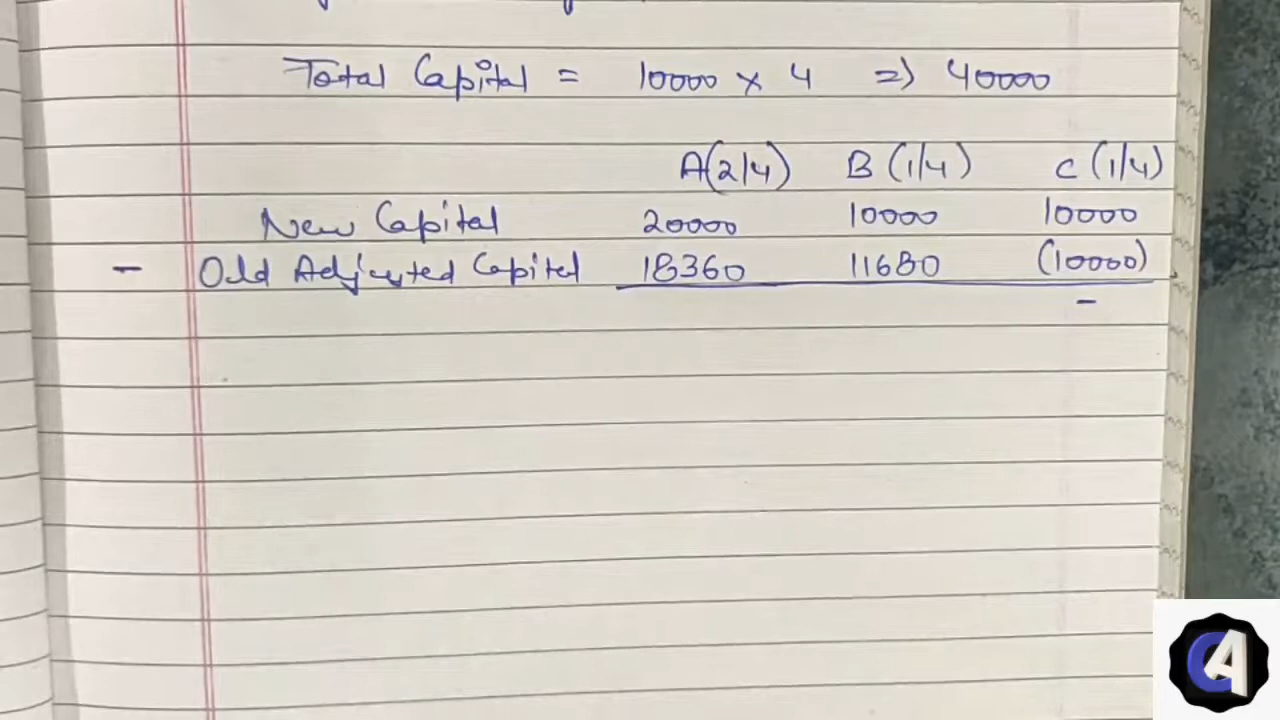 Total Capital = 10000 × 4 => 40000
A(2/4) B (1/4) C (1/4)
New Capital 20000 10000 10000
- Old Adjusted Capital 18360 11680 (10000)
-
CA